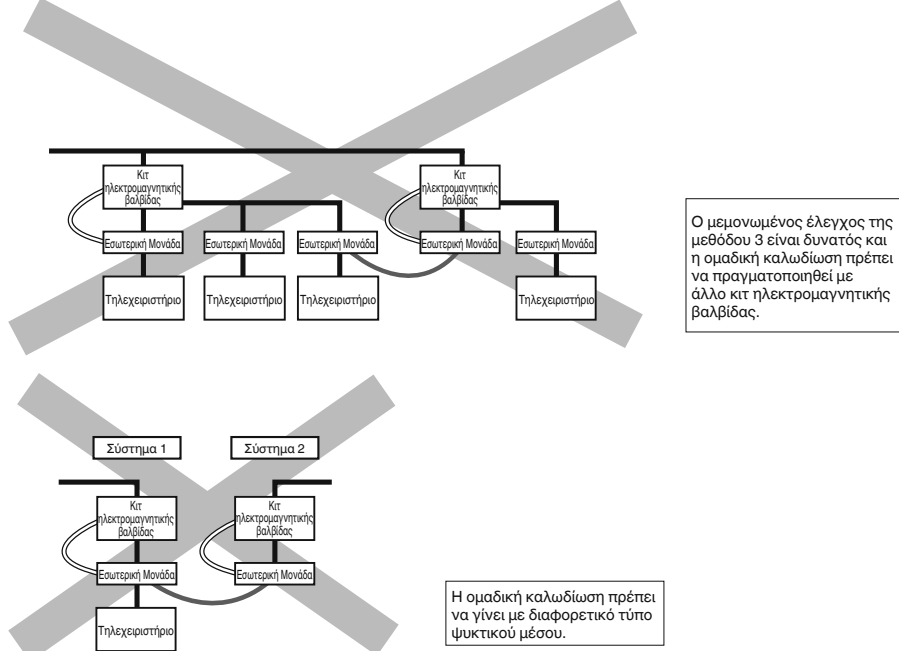 Κιτ
ηλεκτρομαγνητικής
βαλβίδας
Κιτ
ηλεκτρομαγνητικής
βαλβίδας
Εσωτερική Μονάδα
Εσωτερική Μονάδα
Εσωτερική Μονάδα
Εσωτερική Μονάδα
Εσωτερική Μονάδα
Τηλεχειριστήριο
Τηλεχειριστήριο
Τηλεχειριστήριο
Τηλεχειριστήριο
Ο μεμονωμένος έλεγχος της
μεθόδου 3 είναι δυνατός και
η ομαδική καλωδίωση πρέπει
να πραγματοποιηθεί με
άλλο κιτ ηλεκτρομαγνητικής
βαλβίδας.
Σύστημα 1
Σύστημα 2
Κιτ
ηλεκτρομαγνητικής
βαλβίδας
Κιτ
ηλεκτρομαγνητικής
βαλβίδας
Εσωτερική Μονάδα
Εσωτερική Μονάδα
Τηλεχειριστήριο
Η ομαδική καλωδίωση πρέπει
να γίνει με διαφορετικό τύπο
ψυκτικού μέσου.